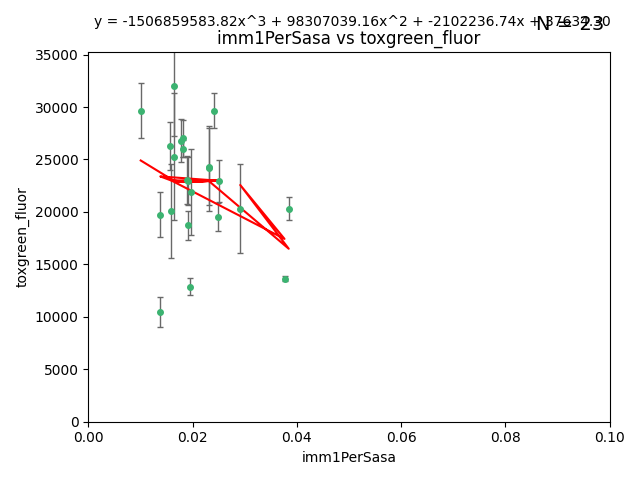 y = -1506859583.82x^3 + 98307039.16x^2 + -2102236.74x + 37634.30
N = 23
imm1PerSasa vs toxgreen_fluor
35000
30000
25000
20000
15000
10000
5000
0
toxgreen_fluor
0.00 0.02 0.04 0.06 0.08 0.10
imm1PerSasa